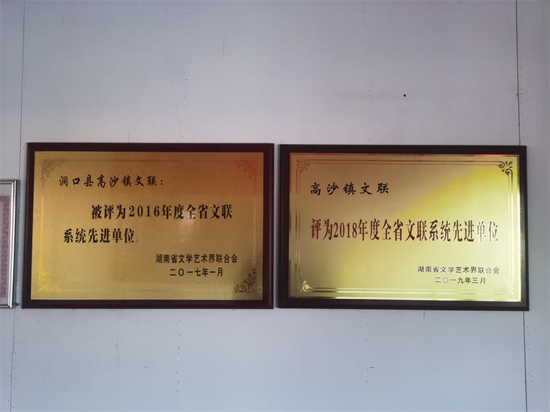 洞口县高沙镇文联：
被评为2016年度全省文联
系统先进单位。
湖南省文学艺术界联合会
二〇一七年一月
高沙镇文联
评为2018年度全省文联系统先进单位
湖南省文学艺术界联合会
二〇一九年三月